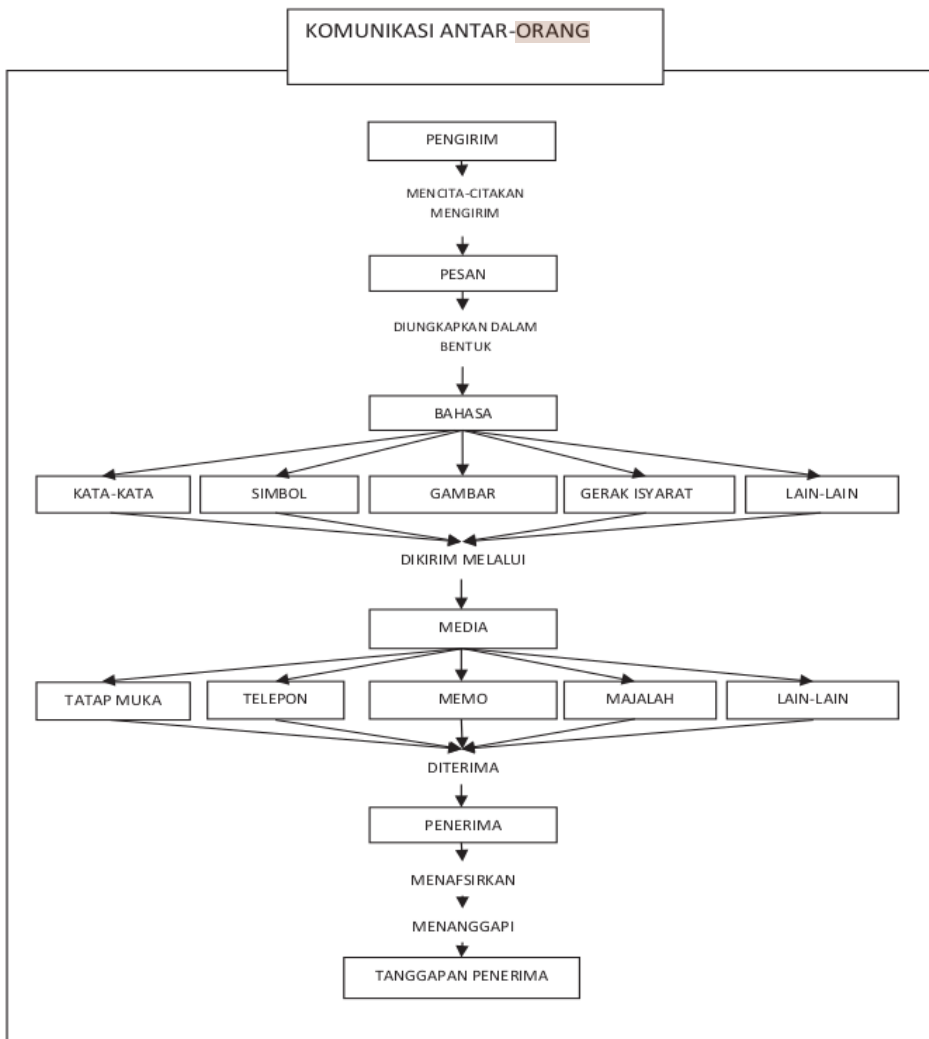 KOMUNIKASI ANTAR-ORANG
PENGIRIM
MENCITA-CITAKAN
MENGIRIM
PESAN
DIUNGKAPKAN DALAM
BENTUK
BAHASA
KATA-KATA
SIMBOL
GAMBAR
GERAK ISYARAT
LAIN-LAIN
DIKIRIM MELALUI
MEDIA
TATAP MUKA
TELEPON
MEMO
MAJALAH
LAIN-LAIN
DITERIMA
PENERIMA
MENAFSIRKAN
MENANGGAPI
TANGGAPAN PENERIMA